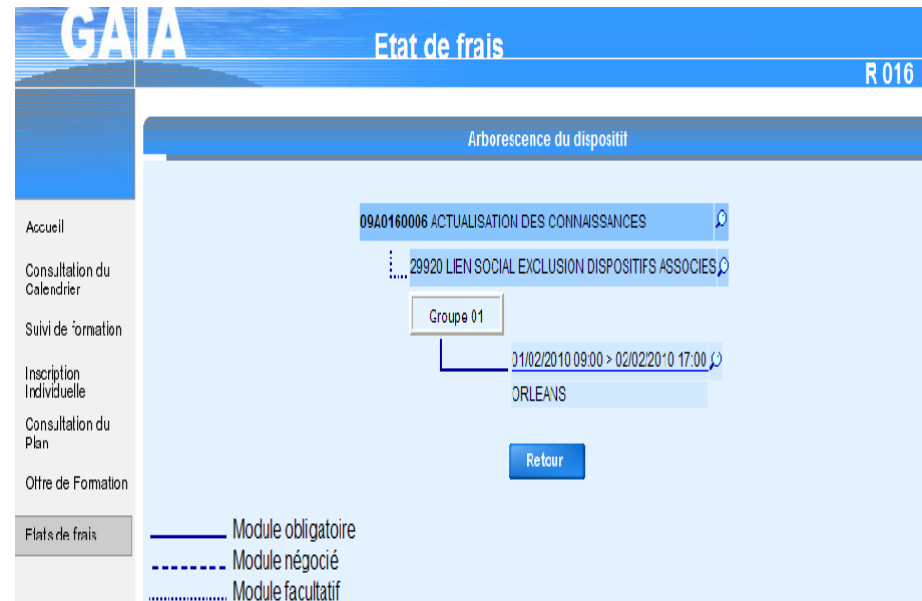 GAIA
Etat de frais
R 016
Arborescence du dispositif
Accueil
Consultation du
Calendrier
Suivi de formation
Inscription
Individuelle
Consultation du
Plan
Offre de Formation
Etats de frais
09A0160006 ACTUALISATION DES CONNAISSANCES
29920 LIEN SOCIAL EXCLUSION DISPOSITIFS ASSOCIES
Groupe 01
01/02/2010 09:00 > 02/02/2010 17:00
ORLEANS
Retour
Module obligatoire
Module négocié
Module facultatif